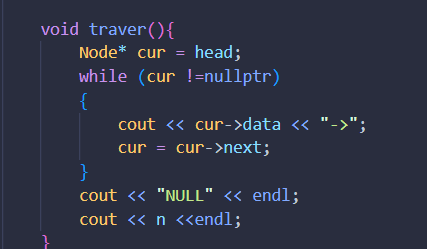 void traver(){
Node* cur = head;
while (cur !=nullptr)
{
cout << cur->data << "->";
cur = cur->next;
}
cout << "NULL" << endl;
cout << n <<endl;
}